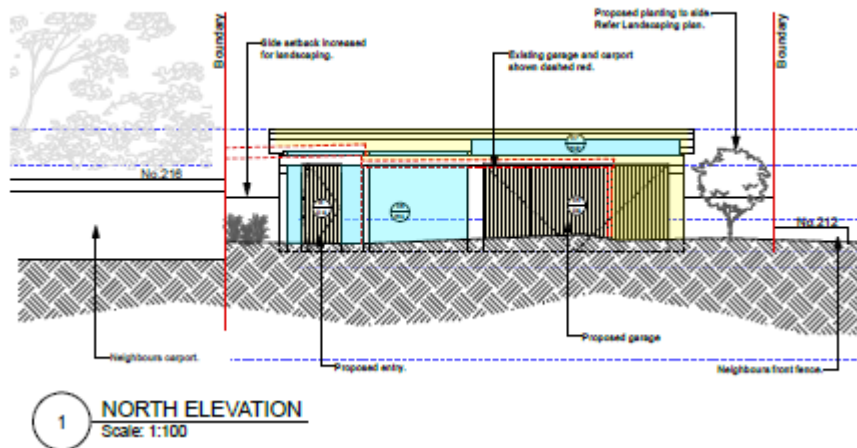 Boundary
Side setback increased
for landscaping.
Existing garage and carport
shown dashed red.
Proposed planting to side
Refer Landscaping plan.
Boundary
No.216
No.212
Neighbours carport.
Proposed entry.
Proposed garage
Neighbours front fence.
1
NORTH ELEVATION
Scale: 1:100